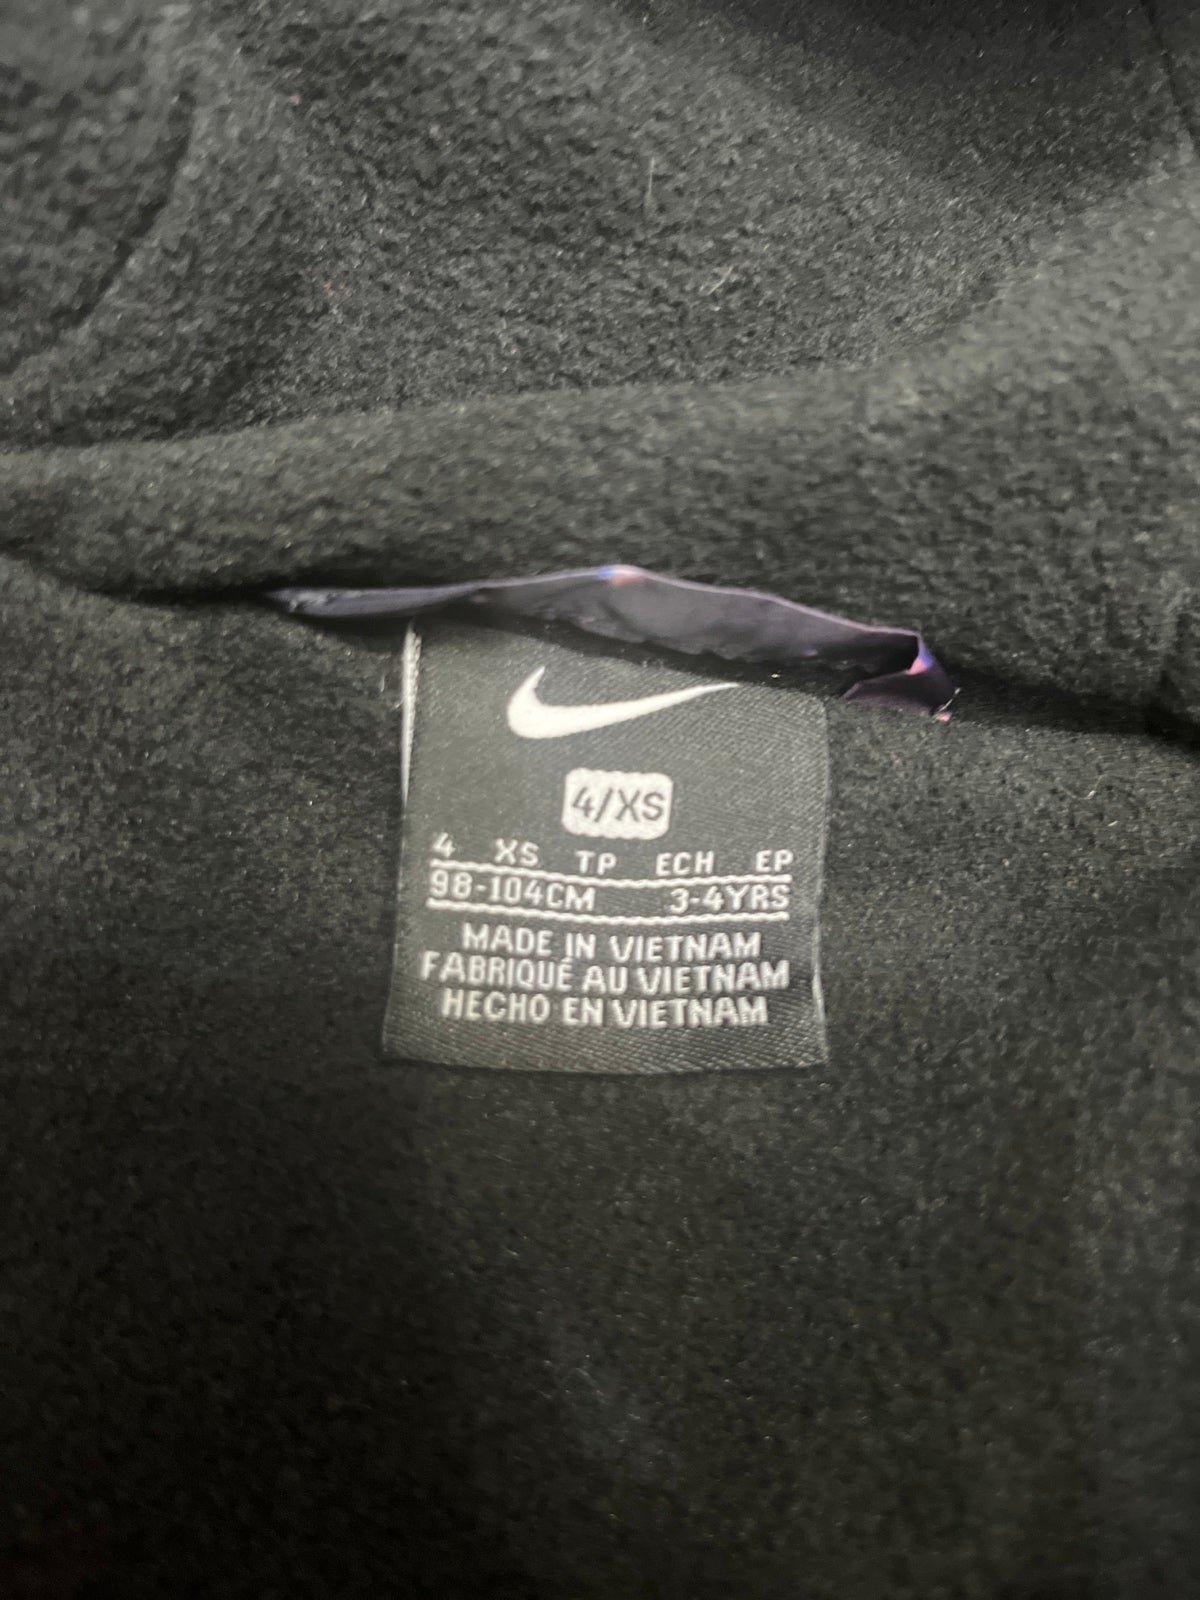 4/XS
4 XS TP ECH EP
98-104CM 3-4YRS
MADE IN VIETNAM
FABRIQUÉ AU VIETNAM
HECHO EN VIETNAM